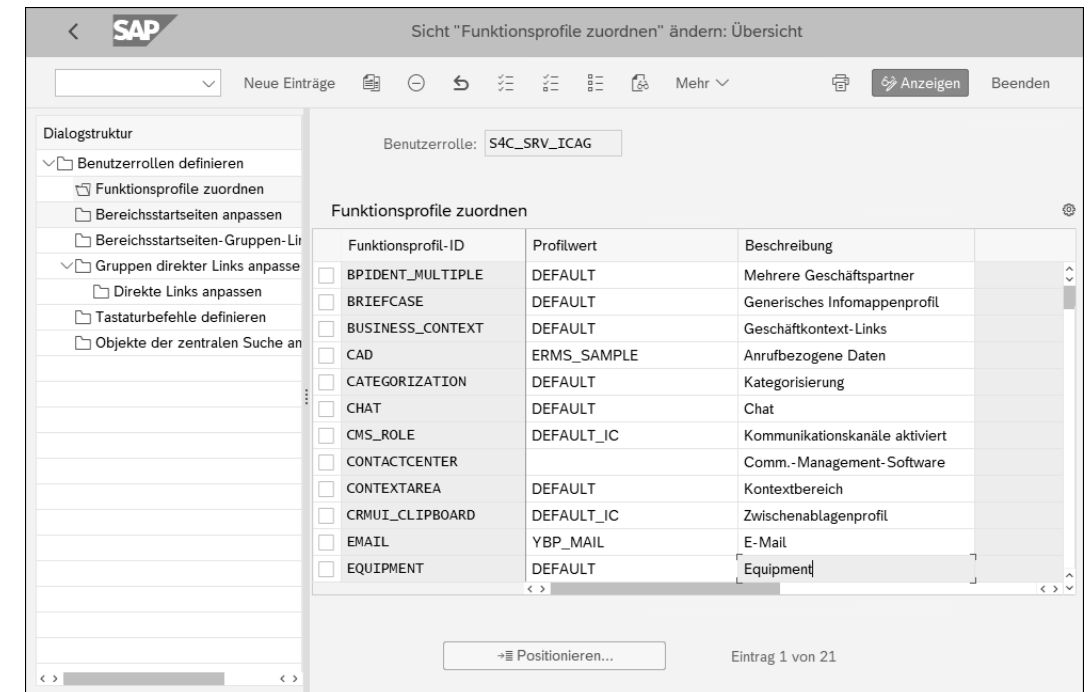 SAP
Sicht "Funktionsprofile zuordnen" ändern: Übersicht
Neue Einträge
Mehr
Anzeigen
Beenden
Dialogstruktur
Benutzerrollen definieren
Funktionsprofile zuordnen
Bereichsstartseiten anpassen
Bereichsstartseiten-Gruppen-Lin
Gruppen direkter Links anpasse
Direkte Links anpassen
Tastaturbefehle definieren
Objekte der zentralen Suche an
Benutzerrolle: S4C_SRV_ICAG
Funktionsprofile zuordnen
Funktionsprofil-ID Profilwert Beschreibung
BPIDENT_MULTIPLE DEFAULT Mehrere Geschäftspartner
BRIEFCASE DEFAULT Generisches Infomappenprofil
BUSINESS_CONTEXT DEFAULT Geschäftkontext-Links
CAD ERMS_SAMPLE Anrufbezogene Daten
CATEGORIZATION DEFAULT Kategorisierung
CHAT DEFAULT Chat
CMS_ROLE DEFAULT_IC Kommunikationskanäle aktiviert
CONTACTCENTER Comm.-Management-Software
CONTEXTAREA DEFAULT Kontextbereich
CRMUI_CLIPBOARD DEFAULT_IC Zwischenablagenprofil
EMAIL YBP_MAIL E-Mail
EQUIPMENT DEFAULT Equipment
Positionieren...
Eintrag 1 von 21